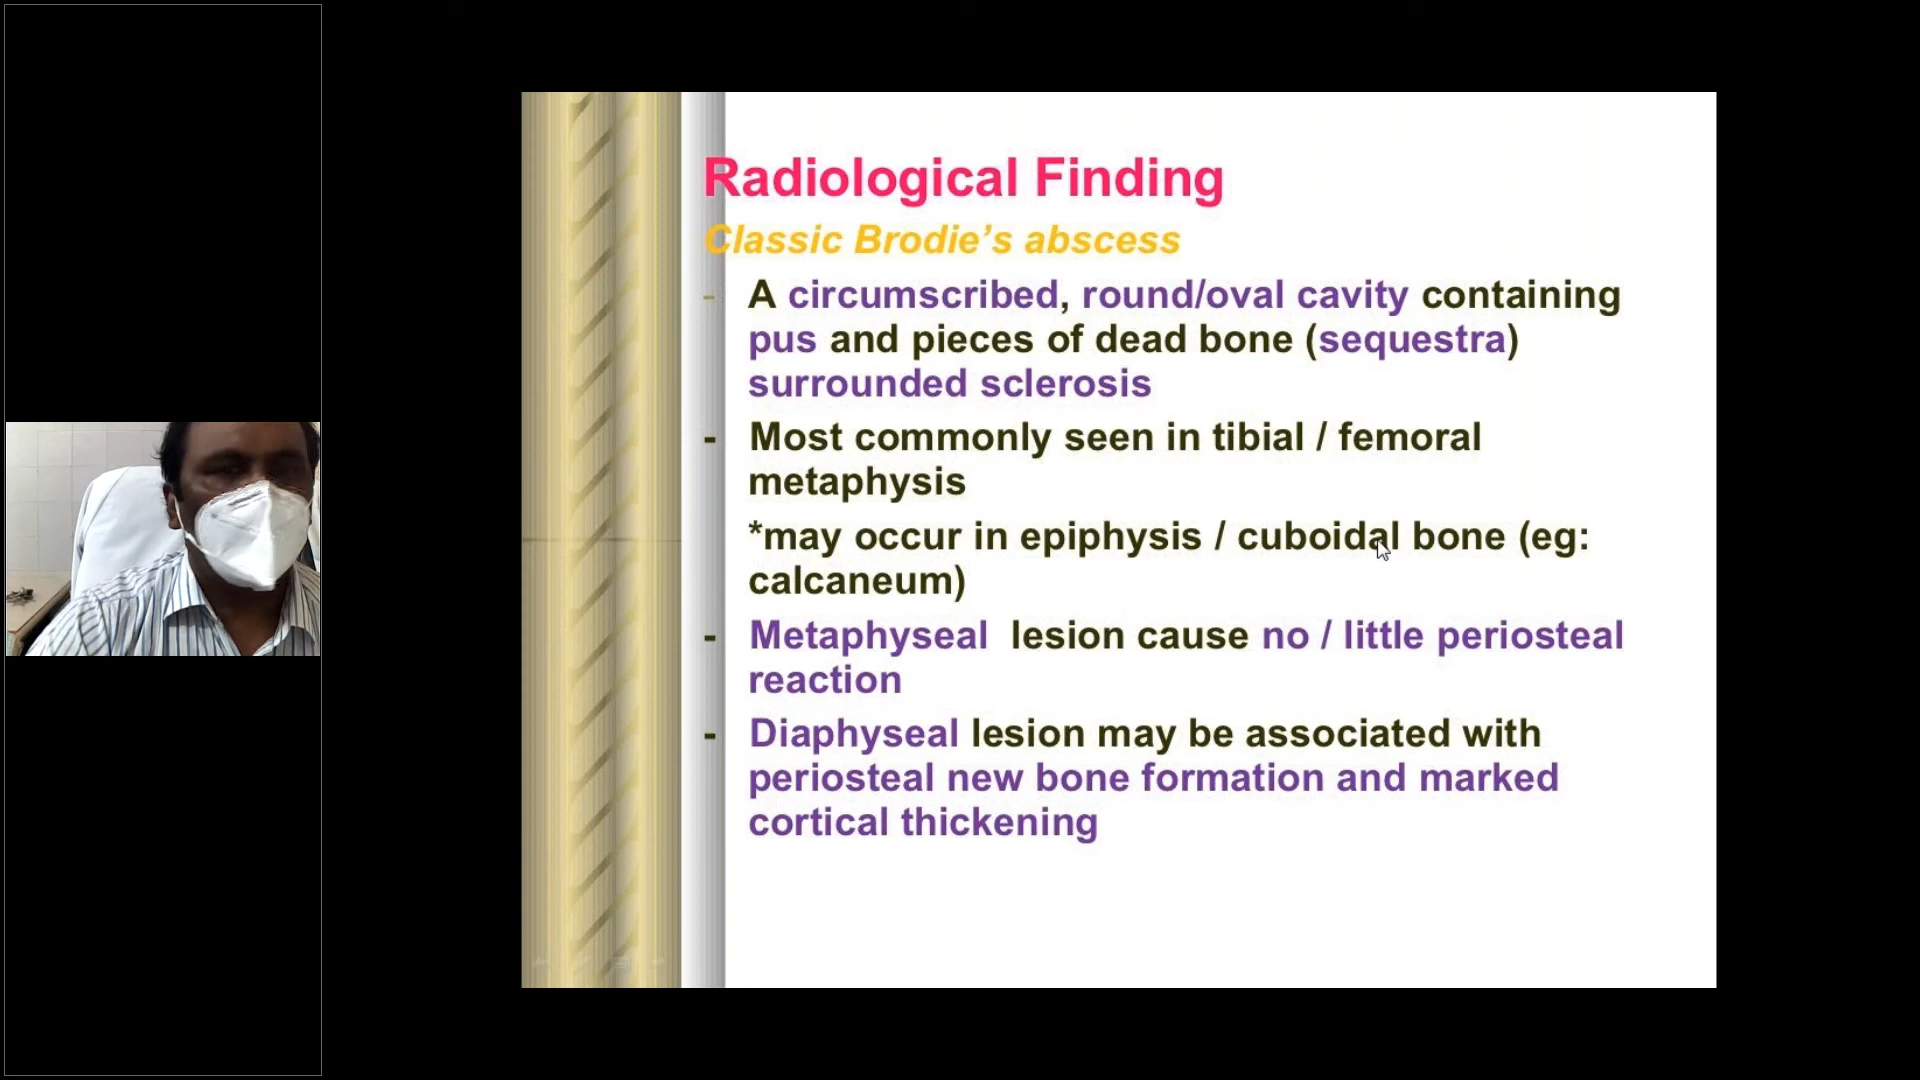 Radiological Finding
Classic Brodie’s abscess
- A circumscribed, round/oval cavity containing
pus and pieces of dead bone (sequestra)
surrounded sclerosis
- Most commonly seen in tibial / femoral
metaphysis
*may occur in epiphysis / cuboidal bone (eg:
calcaneum)
- Metaphyseal lesion cause no / little periosteal
reaction
- Diaphyseal lesion may be associated with
periosteal new bone formation and marked
cortical thickening